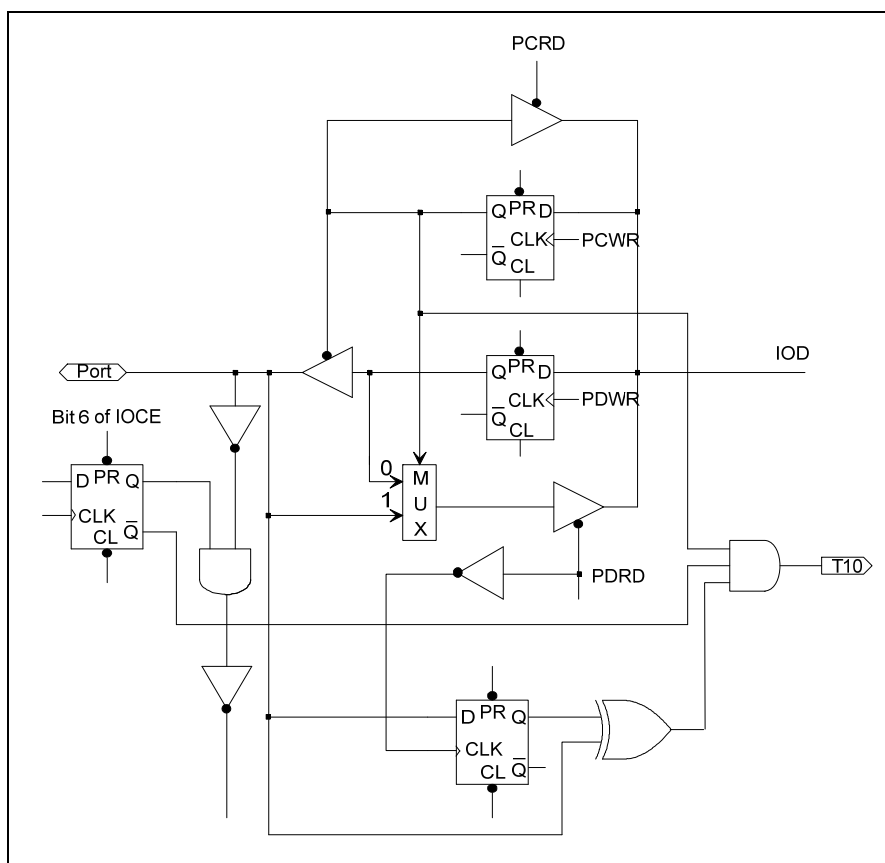 PCRD
Q PR D
CLK PCWR
Q̅
CL
IOD
Port
Q PR D
CLK PDWR
Q̅
CL
Bit 6 of IOCE
D PR Q
CLK
CL Q̅
0
1
M
U
X
PDRD
T10
D PR Q
CLK
CL Q̅